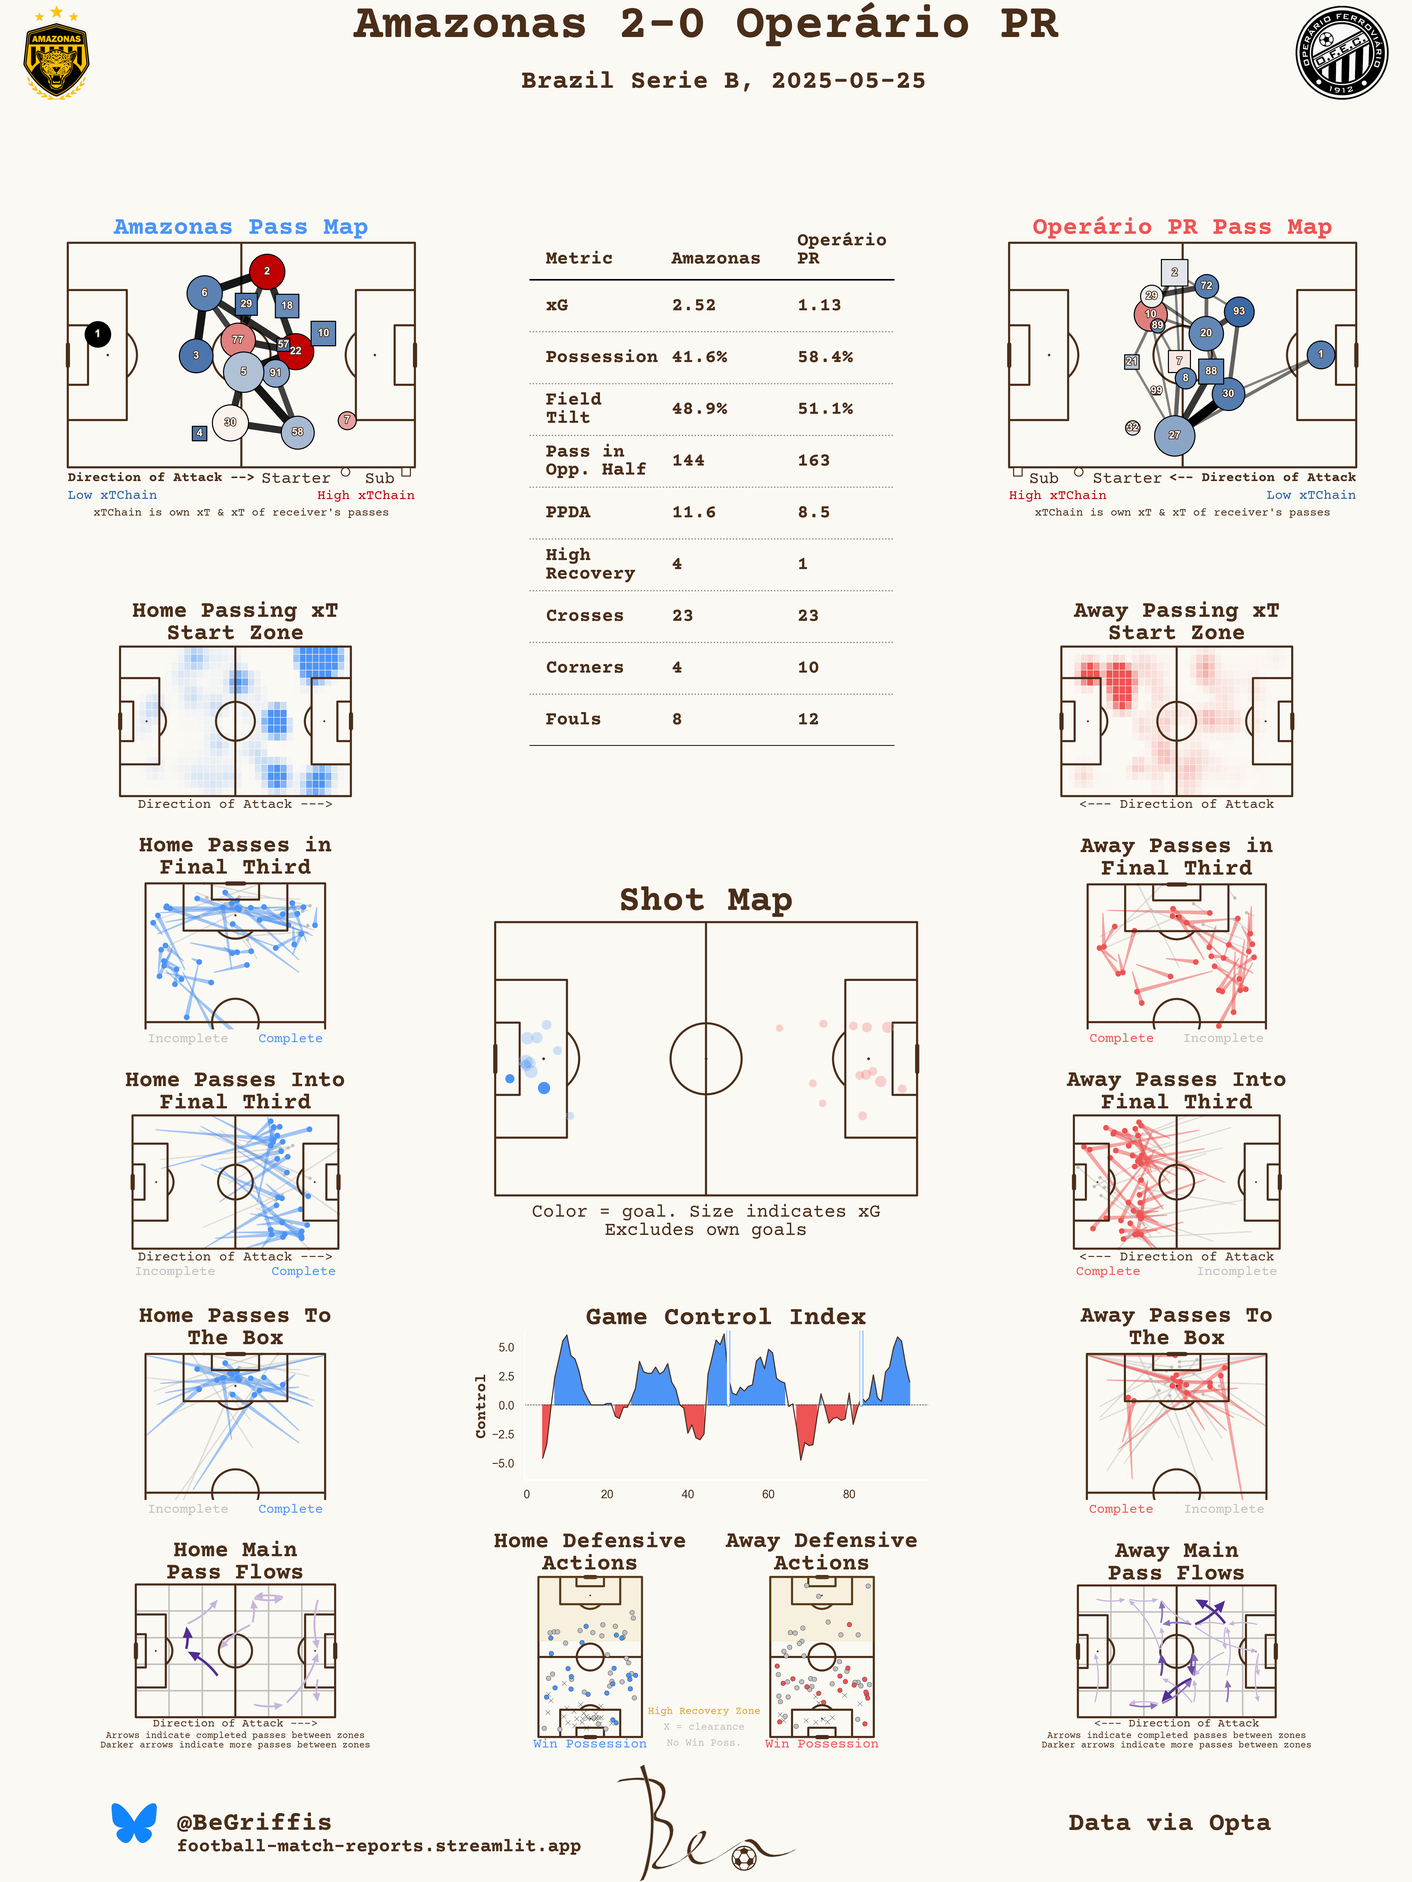 Amazonas 2-0 Operário PR
Brazil Serie B, 2025-05-25
AMAZONAS
OPERÁRIO FERROVIÁRIO
O.F.E.C.
1912
Amazonas Pass Map
2
6
29
18
10
1
77
57
22
3
5
91
30
58
7
4
Direction of Attack --> Starter Sub
Low xTChain High xTChain
xTChain is own xT & xT of receiver's passes
Metric Amazonas Operário PR
xG 2.52 1.13
Possession 41.6% 58.4%
Field Tilt 48.9% 51.1%
Pass in Opp. Half 144 163
PPDA 11.6 8.5
High Recovery 4 1
Crosses 23 23
Corners 4 10
Fouls 8 12
Operário PR Pass Map
2
72
29
10
93
89
20
1
21
7
8
88
99
30
32
27
Sub Starter <-- Direction of Attack
High xTChain Low xTChain
xTChain is own xT & xT of receiver's passes
Home Passing xT
Start Zone
Direction of Attack --->
Away Passing xT
Start Zone
<--- Direction of Attack
Home Passes in
Final Third
Incomplete Complete
Away Passes in
Final Third
Complete Incomplete
Shot Map
Color = goal. Size indicates xG
Excludes own goals
Home Passes Into
Final Third
Direction of Attack --->
Incomplete Complete
Away Passes Into
Final Third
<--- Direction of Attack
Complete Incomplete
Home Passes To
The Box
Incomplete Complete
Game Control Index
Control
5.0
2.5
0.0
−2.5
−5.0
0 20 40 60 80
Away Passes To
The Box
Complete Incomplete
Home Main
Pass Flows
Direction of Attack --->
Arrows indicate completed passes between zones
Darker arrows indicate more passes between zones
Home Defensive
Actions
Win Possession
High Recovery Zone
X = clearance
No Win Poss.
Away Defensive
Actions
Win Possession
Away Main
Pass Flows
<--- Direction of Attack
Arrows indicate completed passes between zones
Darker arrows indicate more passes between zones
@BeGriffis
football-match-reports.streamlit.app
Ben
Data via Opta